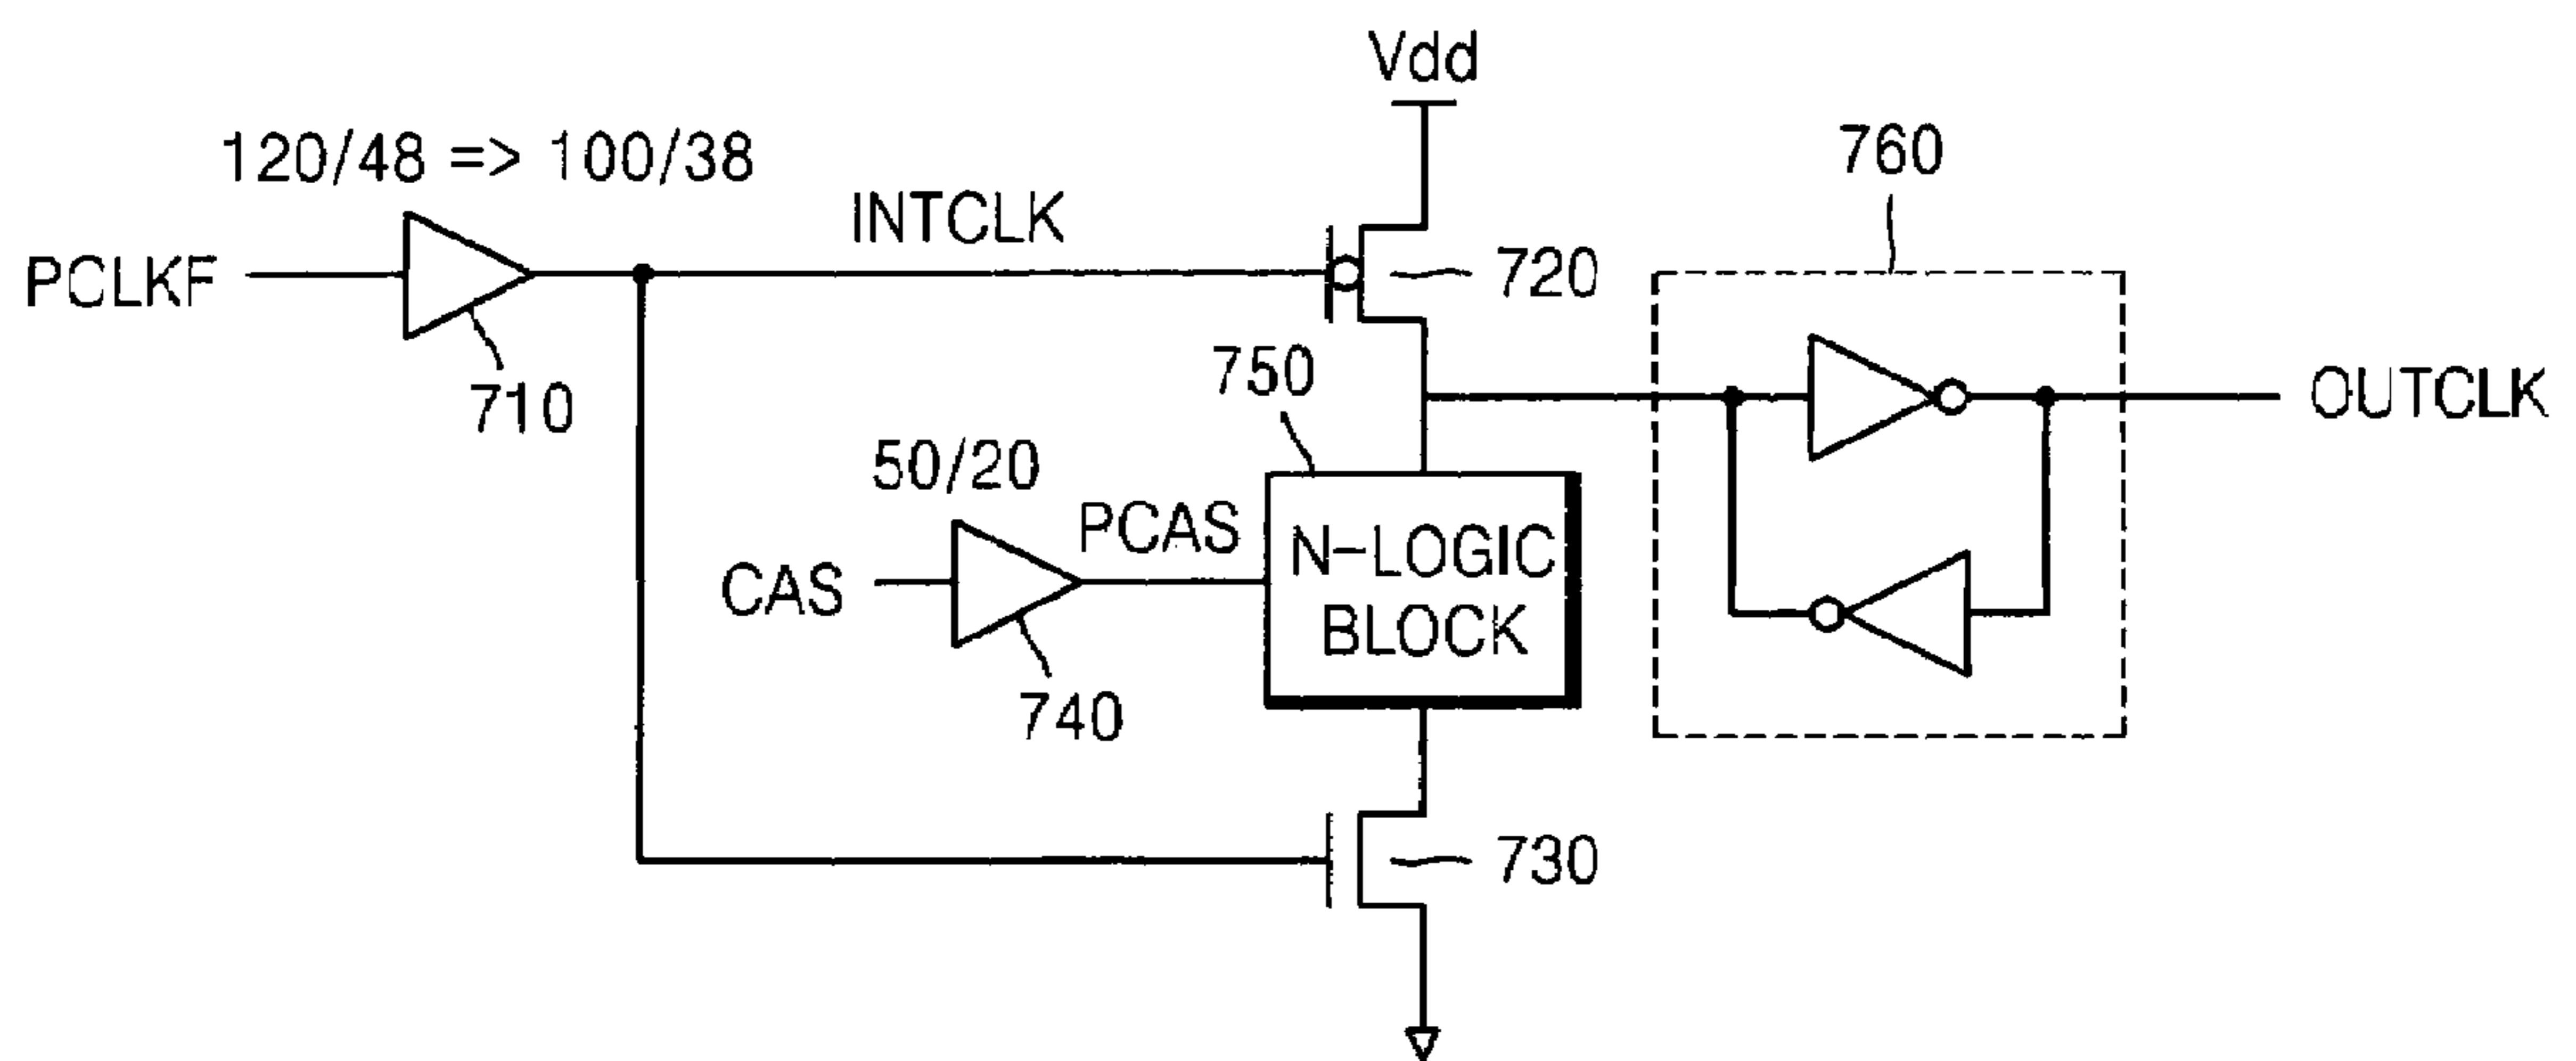 Vdd
120/48 => 100/38
760
INTCLK
PCLKF
720
750
710
OUTCLK
50/20
PCAS
N-LOGIC
BLOCK
CAS
740
730